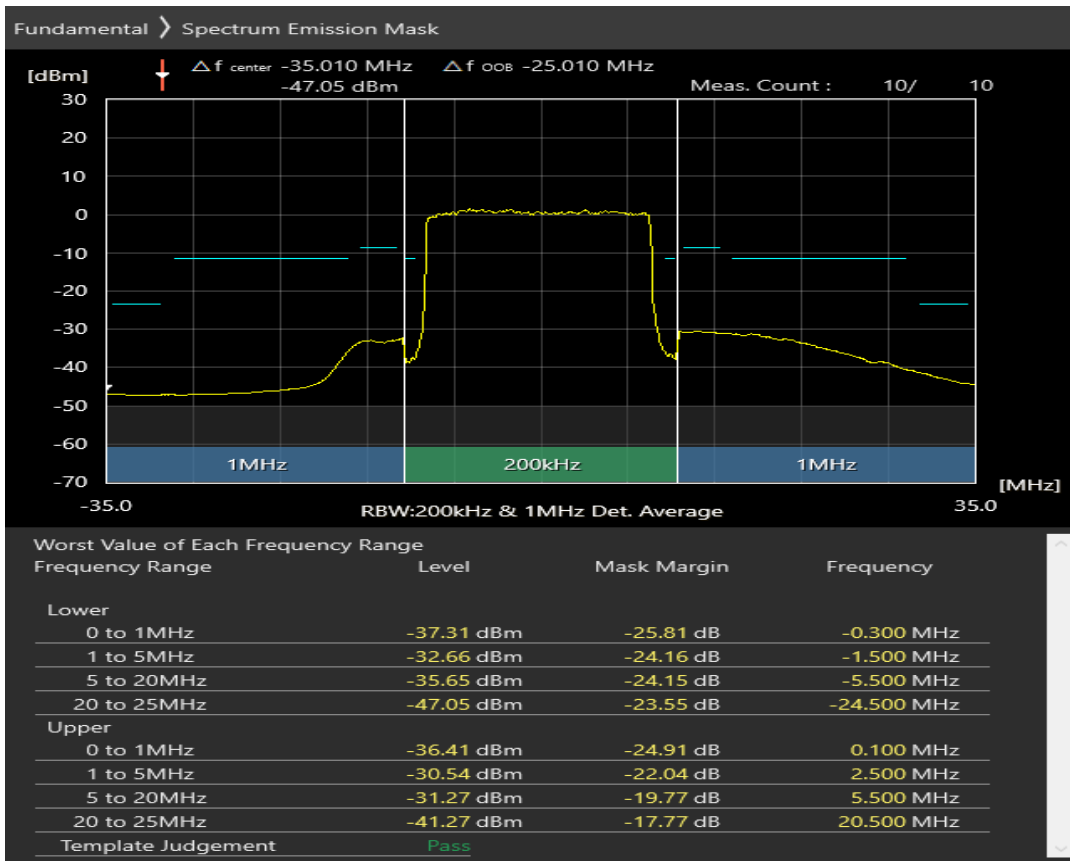 Fundamental ❯ Spectrum Emission Mask
[dBm] △f center -35.010 MHz △f OOB -25.010 MHz
-47.05 dBm Meas. Count : 10/ 10
30
20
10
0
-10
-20
-30
-40
-50
-60
1MHz 200kHz 1MHz
-70
[MHz]
-35.0 RBW:200kHz & 1MHz Det. Average 35.0
Worst Value of Each Frequency Range
Frequency Range Level Mask Margin Frequency
Lower
0 to 1MHz -37.31 dBm -25.81 dB -0.300 MHz
1 to 5MHz -32.66 dBm -24.16 dB -1.500 MHz
5 to 20MHz -35.65 dBm -24.15 dB -5.500 MHz
20 to 25MHz -47.05 dBm -23.55 dB -24.500 MHz
Upper
0 to 1MHz -36.41 dBm -24.91 dB 0.100 MHz
1 to 5MHz -30.54 dBm -22.04 dB 2.500 MHz
5 to 20MHz -31.27 dBm -19.77 dB 5.500 MHz
20 to 25MHz -41.27 dBm -17.77 dB 20.500 MHz
Template Judgement Pass